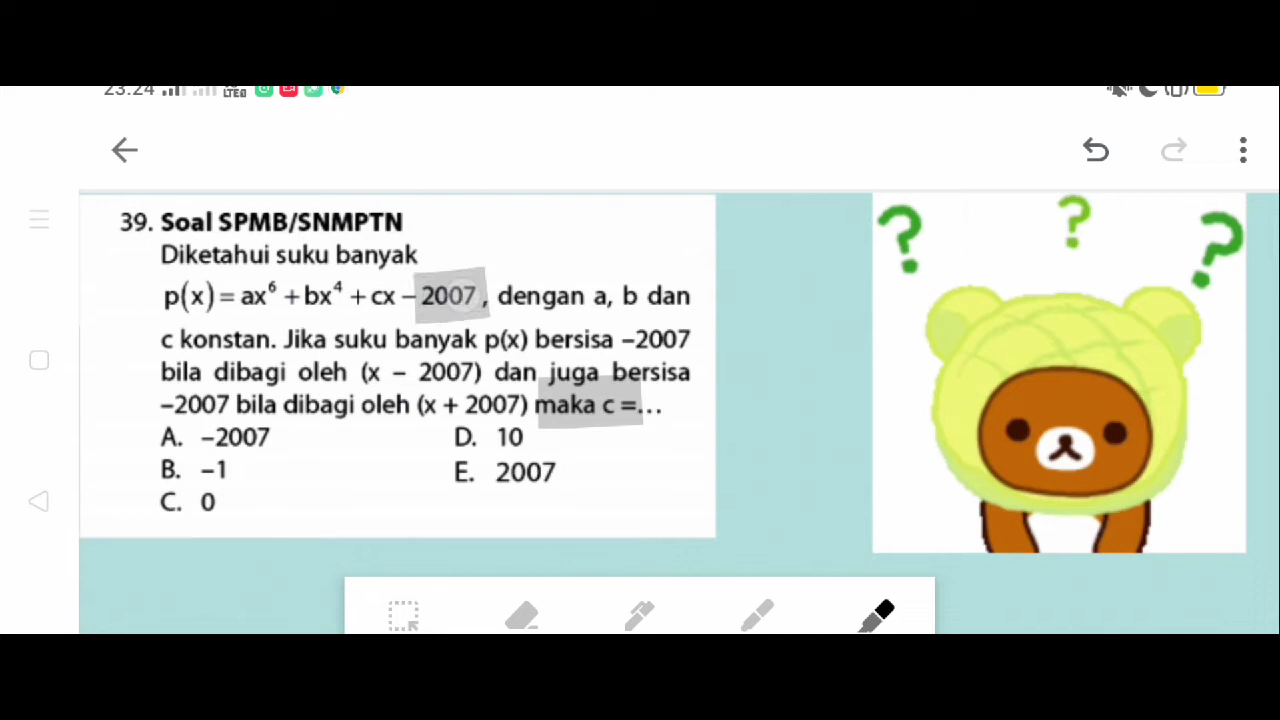 23.24
LTE
39. Soal SPMB/SNMPTN
Diketahui suku banyak
p(x) = ax⁶ + bx⁴ + cx – 2007, dengan a, b dan
c konstan. Jika suku banyak p(x) bersisa –2007
bila dibagi oleh (x – 2007) dan juga bersisa
–2007 bila dibagi oleh (x + 2007) maka c =...
A. –2007
B. –1
C. 0
D. 10
E. 2007
? ? ?